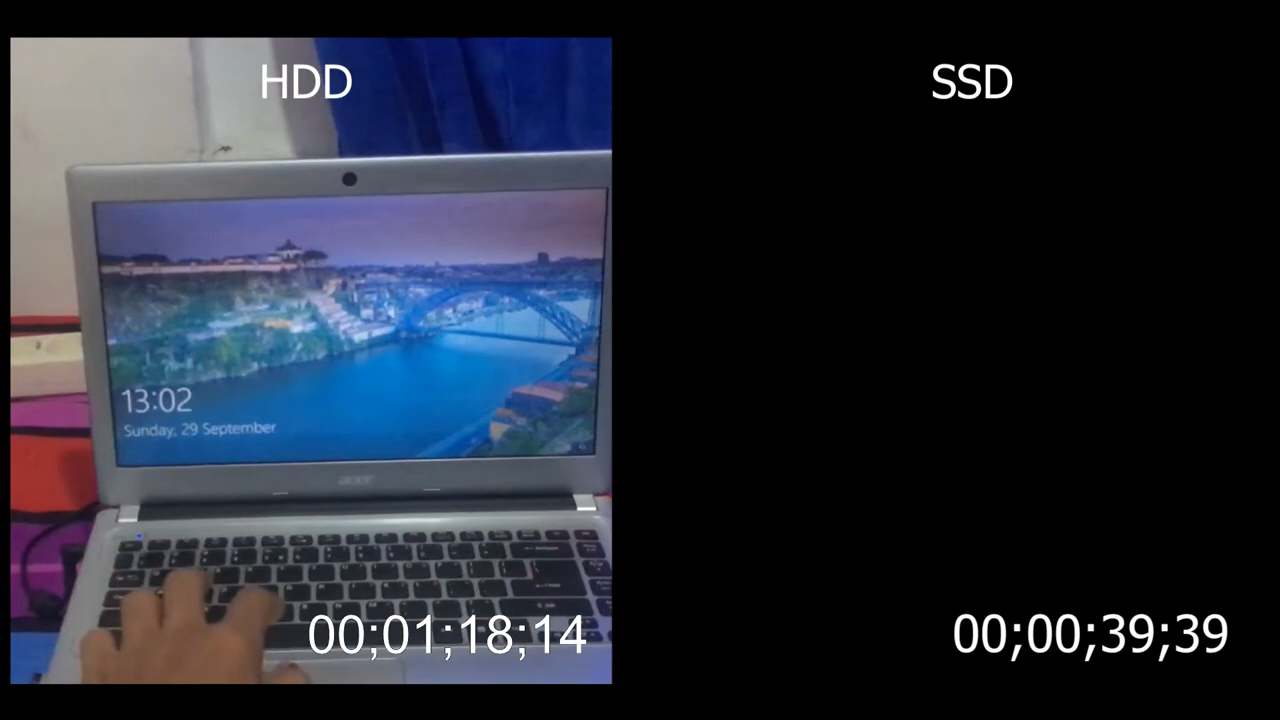 HDD
SSD
13:02
Sunday, 29 September
acer
00;01;18;14
00;00;39;39